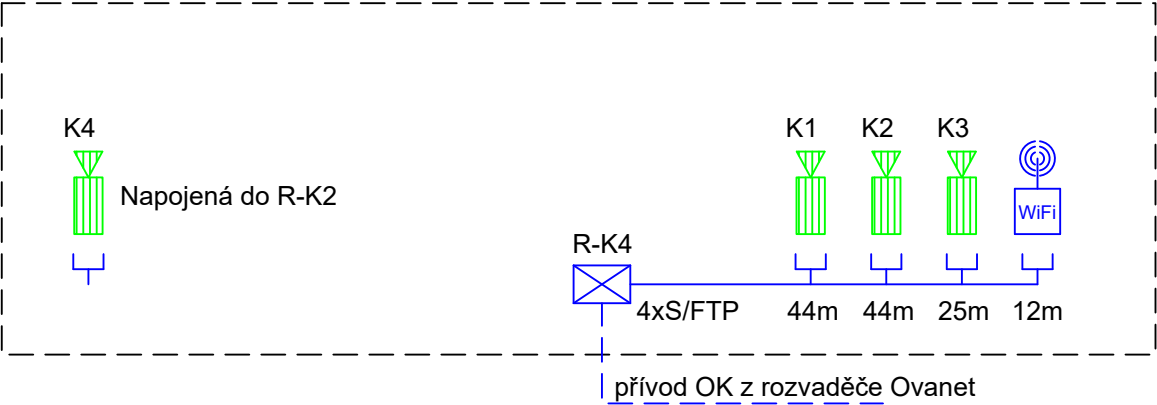 K4
K1
K2
K3
Napojená do R-K2
WiFi
R-K4
4xS/FTP
44m
44m
25m
12m
přívod OK z rozvaděče Ovanet